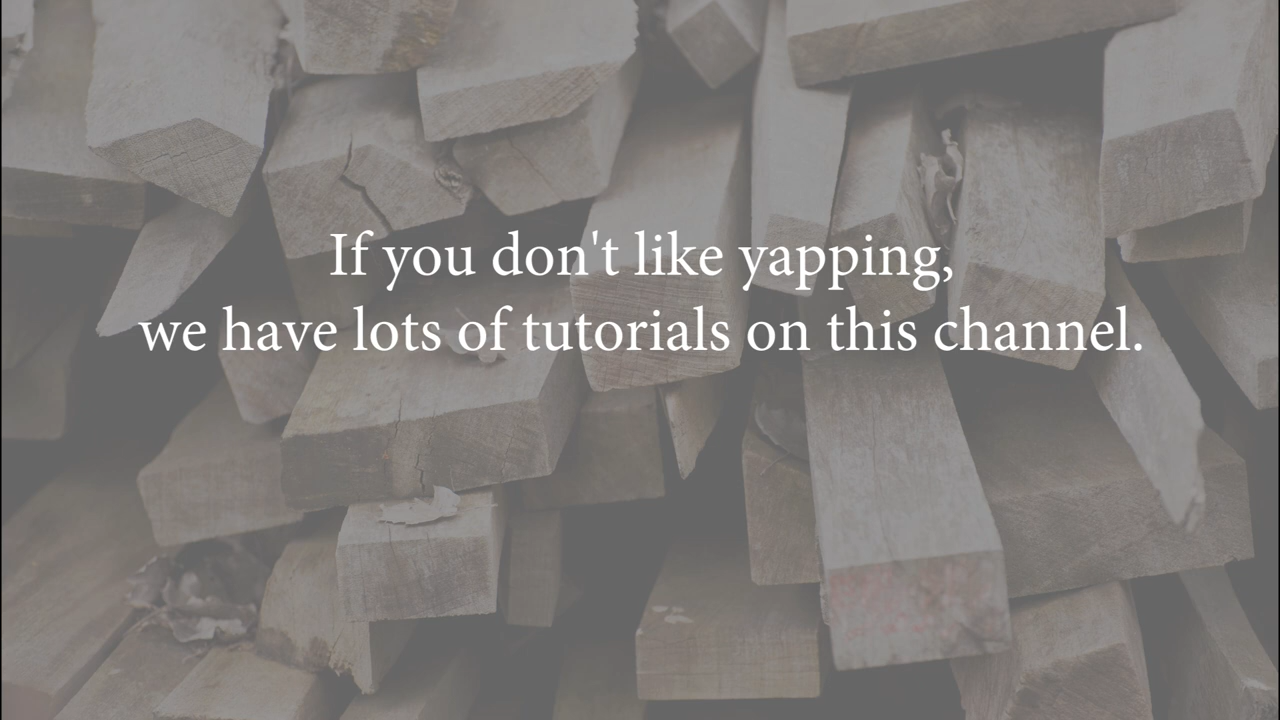 If you don't like yapping,
we have lots of tutorials on this channel.